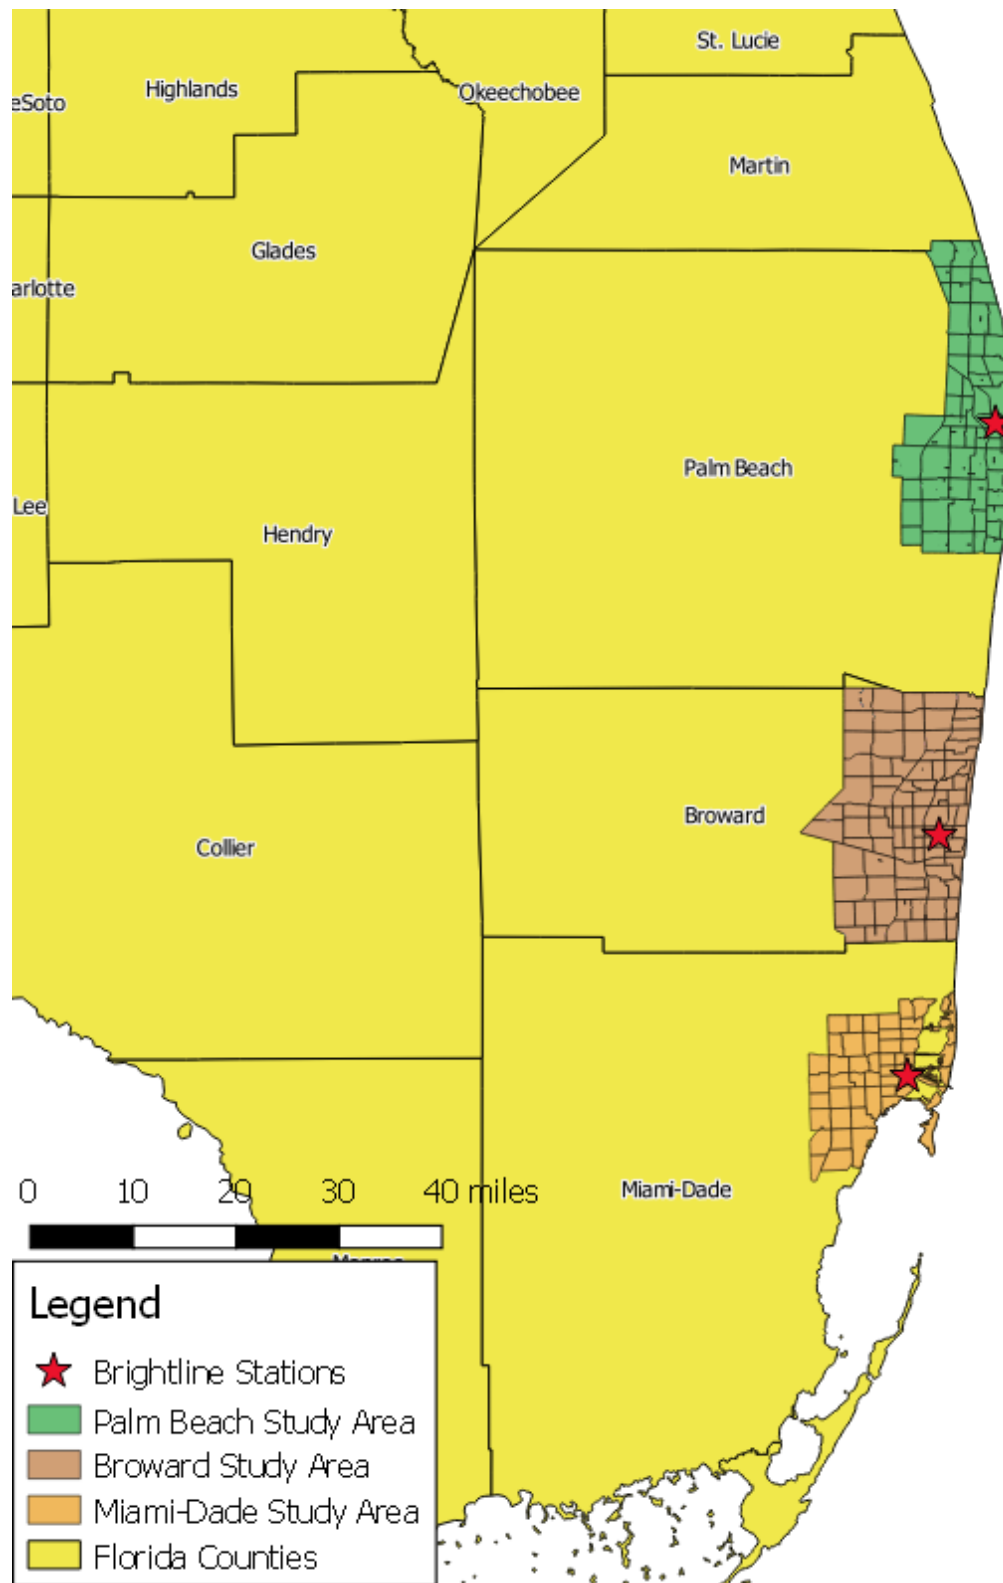 St. Lucie
Highlands
Okeechobee
eSoto
Martin
Glades
arlotte
Palm Beach
Lee
Hendry
Broward
Collier
Miami-Dade
0 10 20 30 40 miles
Monroe
Legend
Brightline Stations
Palm Beach Study Area
Broward Study Area
Miami-Dade Study Area
Florida Counties